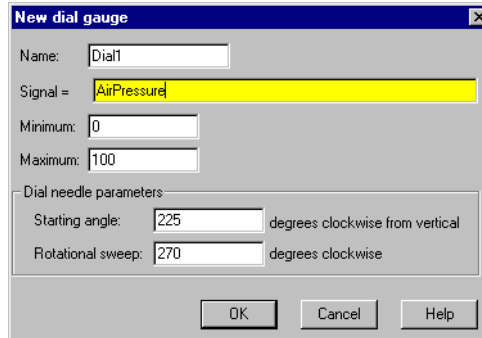 New dial gauge
Name: Dial1
Signal = AirPressure
Minimum: 0
Maximum: 100
Dial needle parameters
Starting angle: 225 degrees clockwise from vertical
Rotational sweep: 270 degrees clockwise
OK Cancel Help